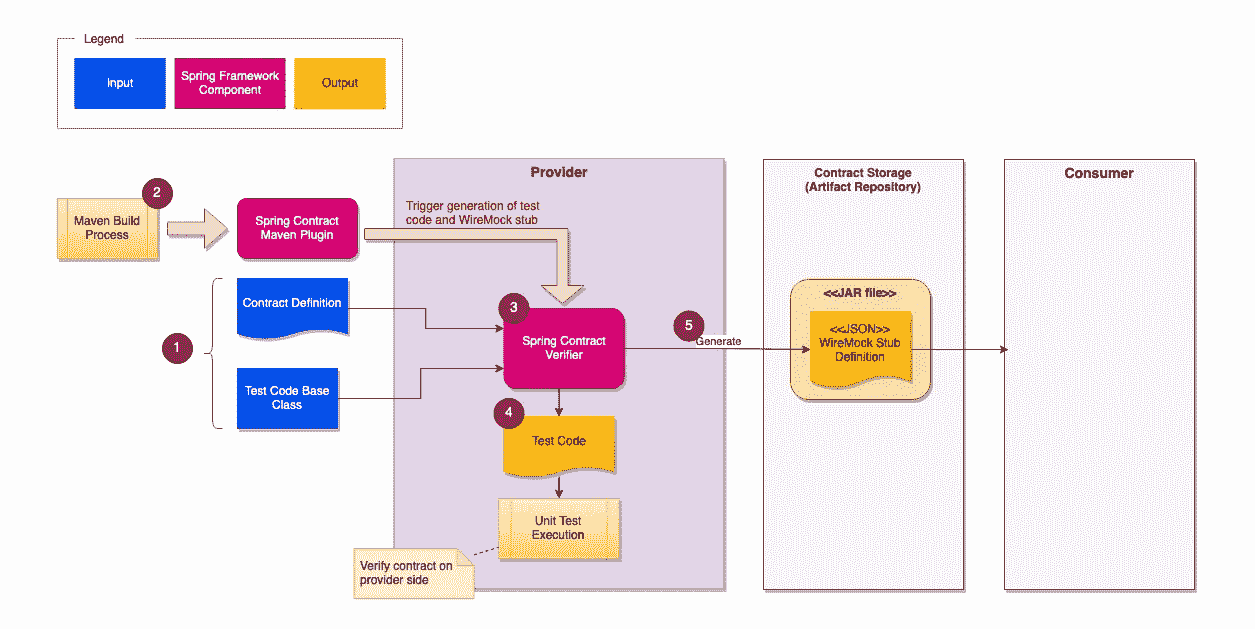 Legend
Input
Spring Framework
Component
Output
Provider
Contract Storage
(Artifact Repository)
Consumer
2
Maven Build
Process
Spring Contract
Maven Plugin
Trigger generation of test
code and WireMock stub
1
Contract Definition
Test Code Base
Class
3
Spring Contract
Verifier
5
Generate
<<JAR file>>
<<JSON>>
WireMock Stub
Definition
4
Test Code
Unit Test
Execution
Verify contract on
provider side